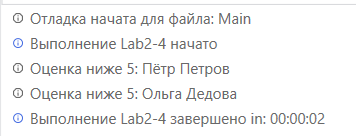 Отладка начата для файла: Main
Выполнение Lab2-4 начато
Оценка ниже 5: Пётр Петров
Оценка ниже 5: Ольга Дедова
Выполнение Lab2-4 завершено in: 00:00:02